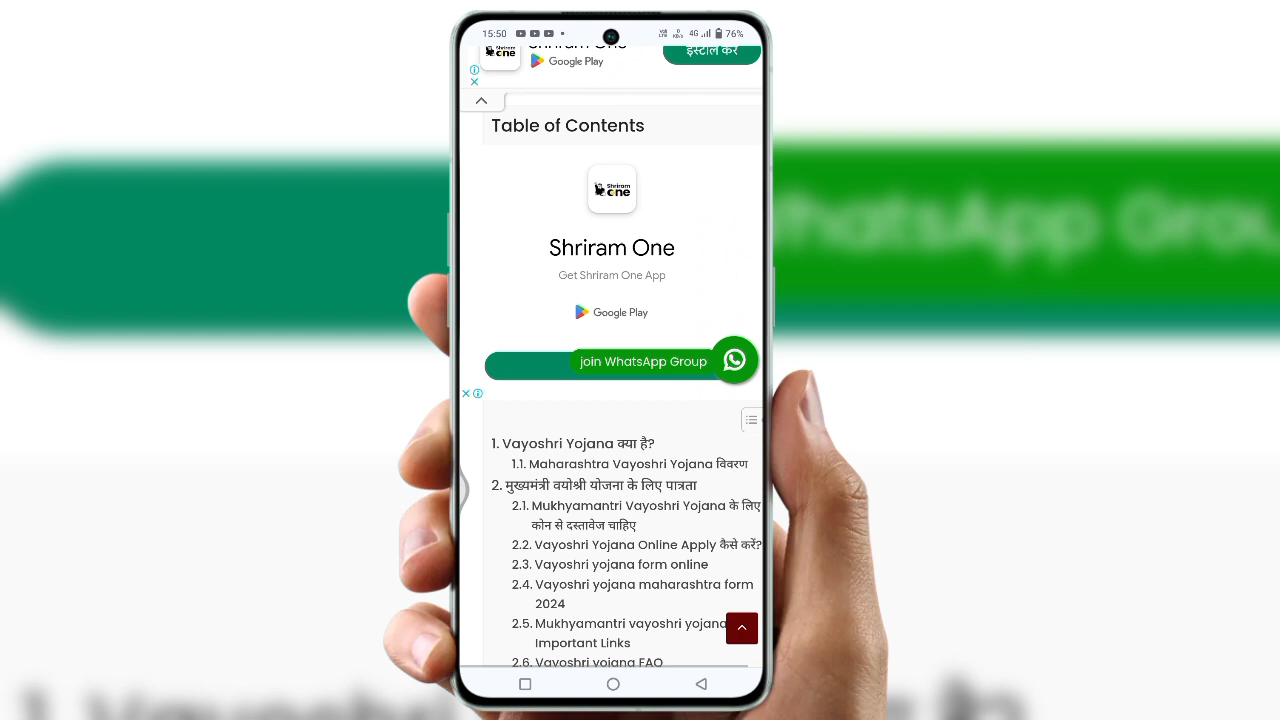 15:50 4G 76%
Shriram One
one
Google Play
इंस्टॉल करें
Table of Contents
Shriram
one
Shriram One
Get Shriram One App
Google Play
join WhatsApp Group
1. Vayoshri Yojana क्या है?
1.1. Maharashtra Vayoshri Yojana विवरण
2. मुख्यमंत्री वयोश्री योजना के लिए पात्रता
2.1. Mukhyamantri Vayoshri Yojana के लिए
कोन से दस्तावेज चाहिए
2.2. Vayoshri Yojana Online Apply कैसे करें?
2.3. Vayoshri yojana form online
2.4. Vayoshri yojana maharashtra form
2024
2.5. Mukhyamantri vayoshri yojana
Important Links
2.6. Vayoshri yojana FAQ